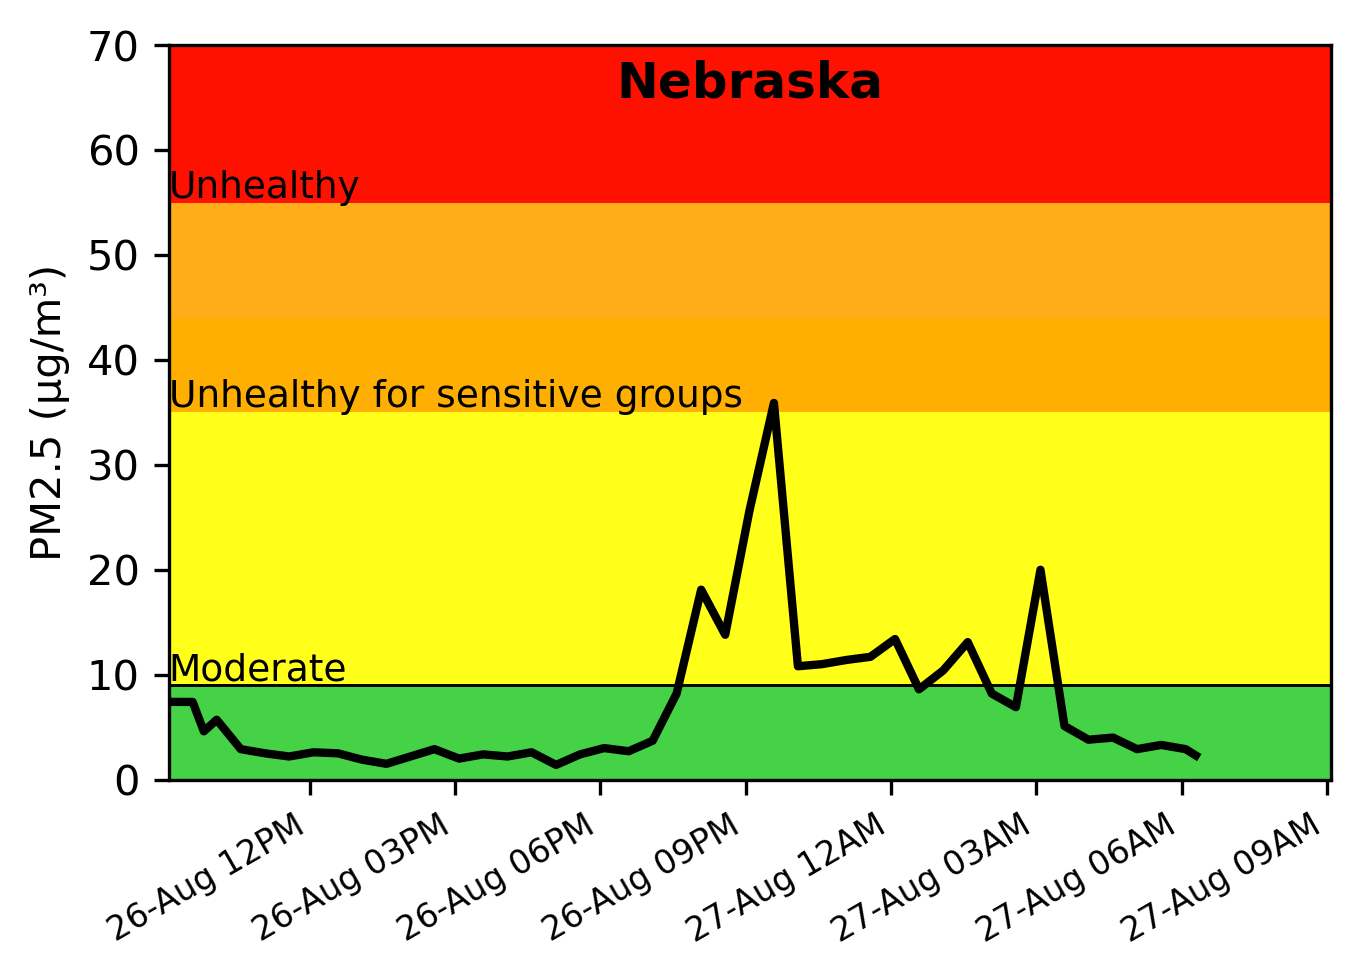 Nebraska
70
60
50
40
30
20
10
0
PM2.5 (μg/m³)
Unhealthy
Unhealthy for sensitive groups
Moderate
26-Aug 12PM
26-Aug 03PM
26-Aug 06PM
26-Aug 09PM
27-Aug 12AM
27-Aug 03AM
27-Aug 06AM
27-Aug 09AM